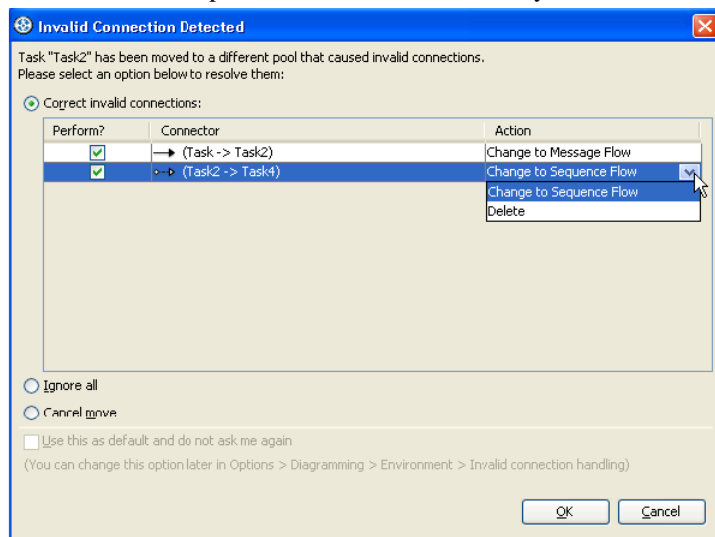 Invalid Connection Detected
Task "Task2" has been moved to a different pool that caused invalid connections.
Please select an option below to resolve them:
Correct invalid connections:
Perform? Connector Action
(Task -> Task2) Change to Message Flow
(Task2 -> Task4) Change to Sequence Flow
Change to Sequence Flow
Delete
Ignore all
Cancel move
Use this as default and do not ask me again
(You can change this option later in Options > Diagramming > Environment > Invalid connection handling)
OK Cancel